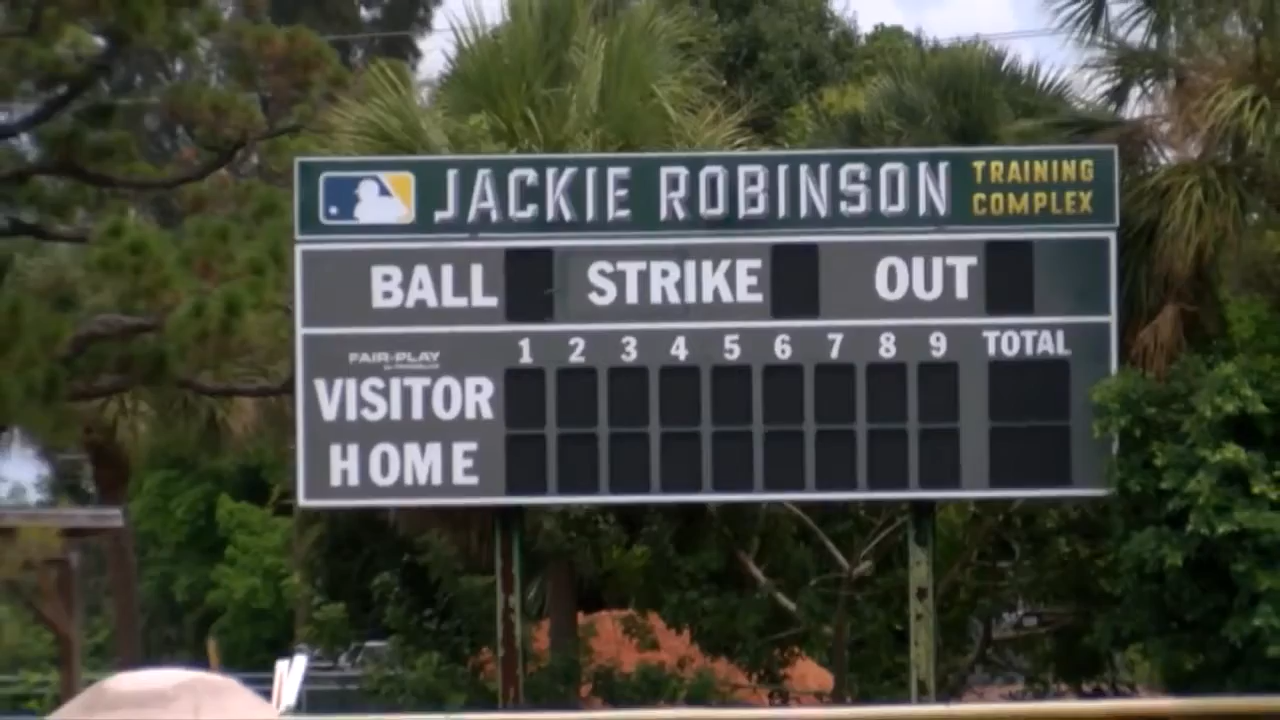 JACKIE ROBINSON TRAINING COMPLEX
BALL STRIKE OUT
FAIR-PLAY 1 2 3 4 5 6 7 8 9 TOTAL
VISITOR
HOME